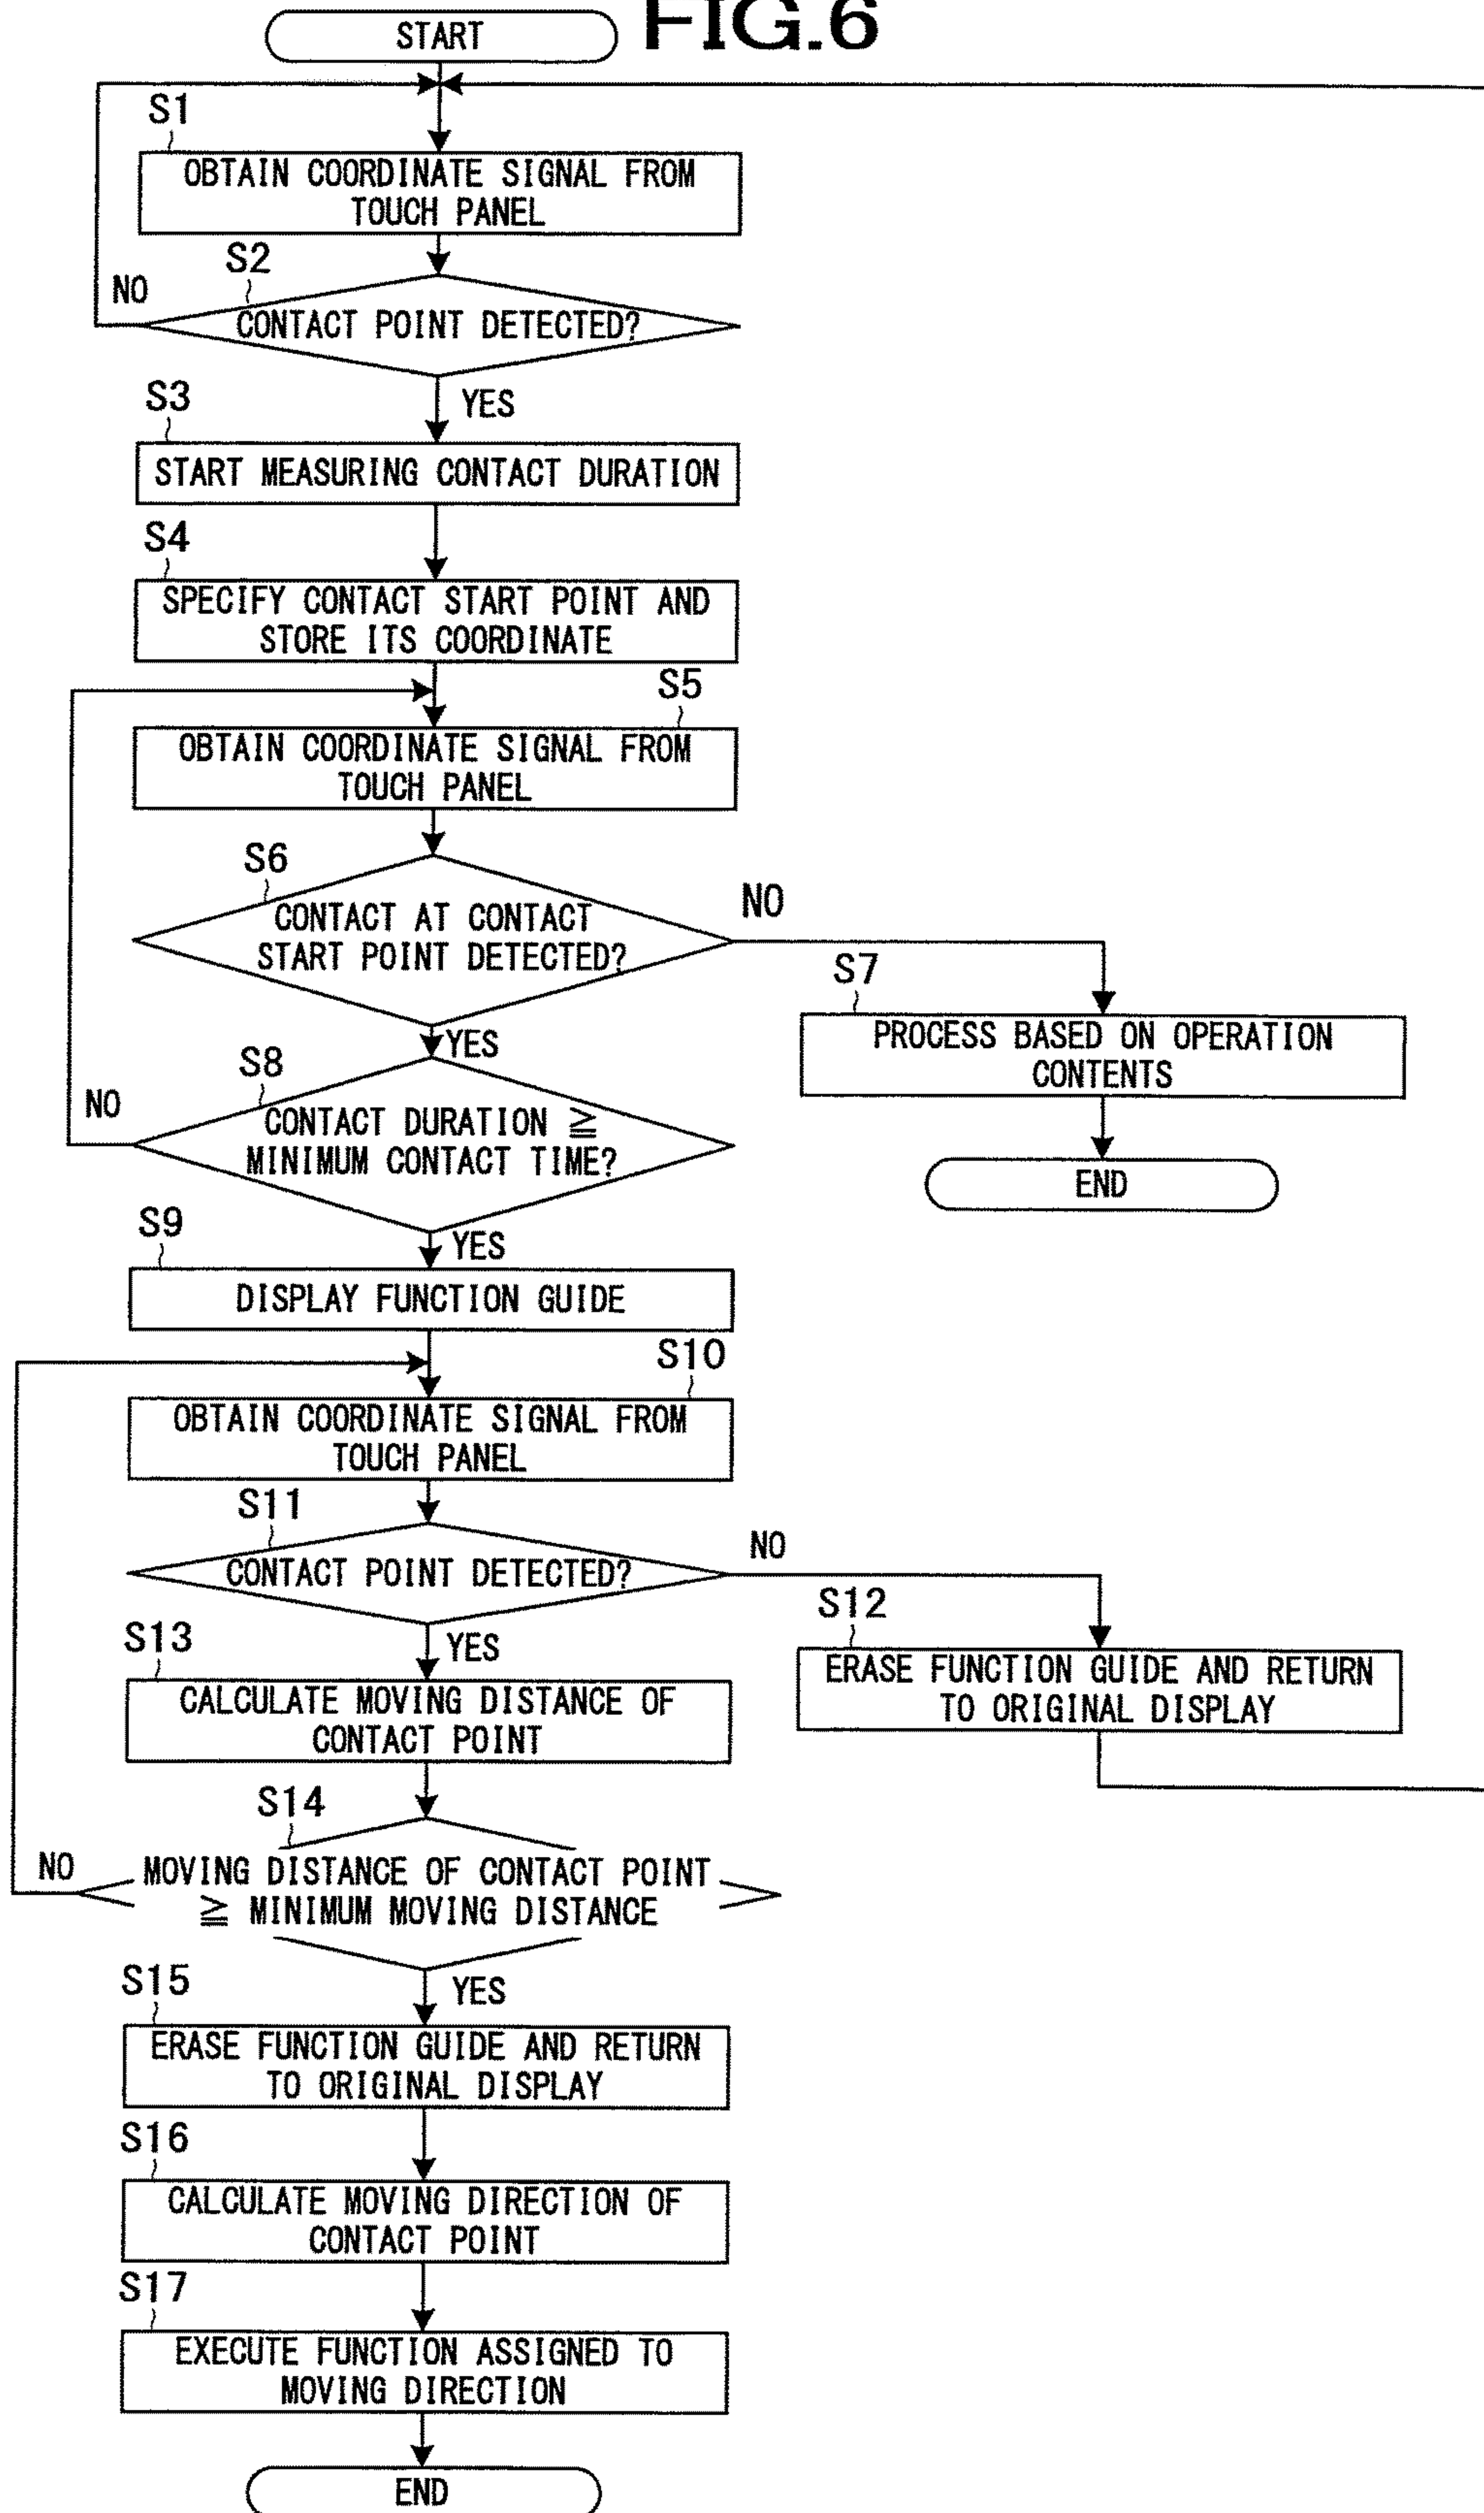 FIG.6
START
S1
OBTAIN COORDINATE SIGNAL FROM
TOUCH PANEL
S2
NO
CONTACT POINT DETECTED?
YES
S3
START MEASURING CONTACT DURATION
S4
SPECIFY CONTACT START POINT AND
STORE ITS COORDINATE
S5
OBTAIN COORDINATE SIGNAL FROM
TOUCH PANEL
S6
CONTACT AT CONTACT
START POINT DETECTED?
NO
S7
PROCESS BASED ON OPERATION
CONTENTS
END
YES
S8
NO
CONTACT DURATION ≧
MINIMUM CONTACT TIME?
YES
S9
DISPLAY FUNCTION GUIDE
S10
OBTAIN COORDINATE SIGNAL FROM
TOUCH PANEL
S11
CONTACT POINT DETECTED?
NO
S12
ERASE FUNCTION GUIDE AND RETURN
TO ORIGINAL DISPLAY
YES
S13
CALCULATE MOVING DISTANCE OF
CONTACT POINT
S14
NO
MOVING DISTANCE OF CONTACT POINT
≧ MINIMUM MOVING DISTANCE
YES
S15
ERASE FUNCTION GUIDE AND RETURN
TO ORIGINAL DISPLAY
S16
CALCULATE MOVING DIRECTION OF
CONTACT POINT
S17
EXECUTE FUNCTION ASSIGNED TO
MOVING DIRECTION
END